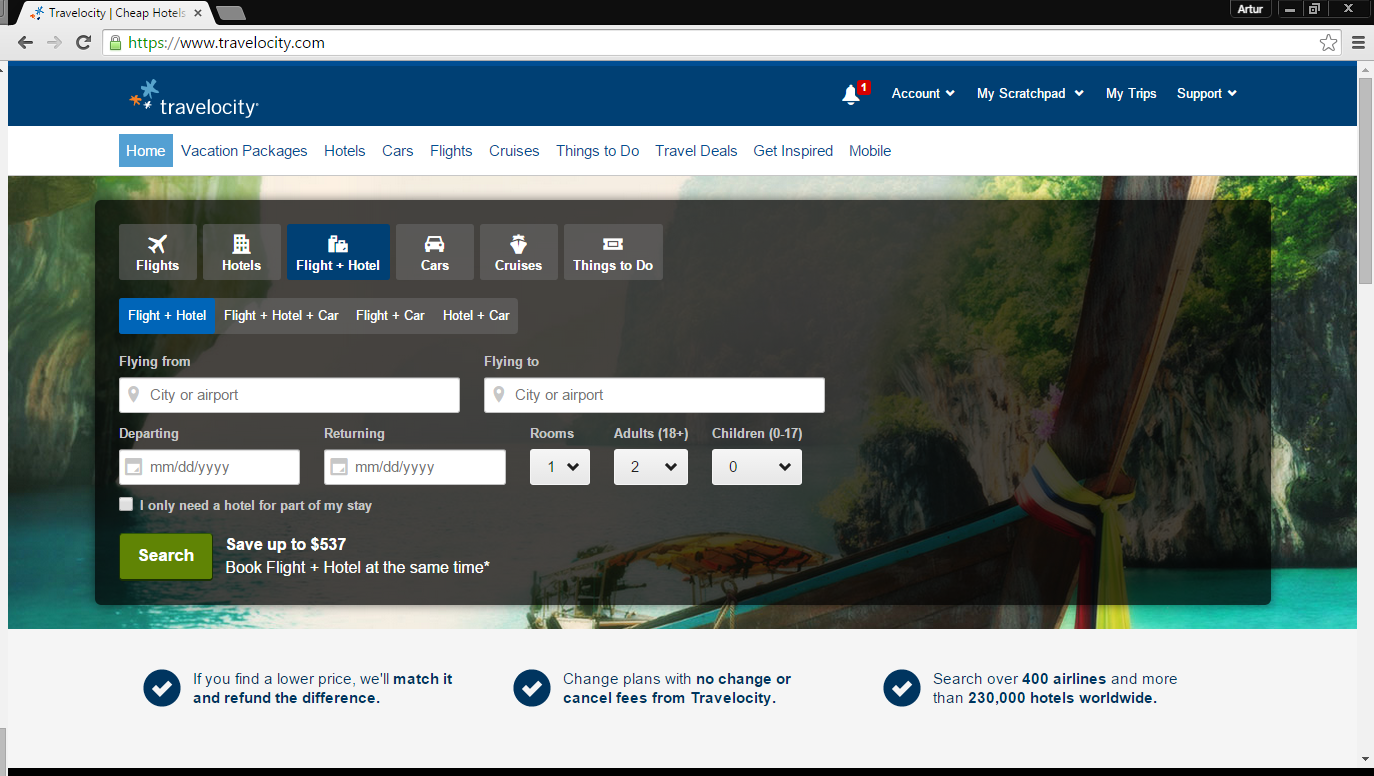 Travelocity | Cheap Hotels
Artur
https://www.travelocity.com
travelocity
1
Account
My Scratchpad
My Trips
Support
Home
Vacation Packages
Hotels
Cars
Flights
Cruises
Things to Do
Travel Deals
Get Inspired
Mobile
Flights
Hotels
Flight + Hotel
Cars
Cruises
Things to Do
Flight + Hotel
Flight + Hotel + Car
Flight + Car
Hotel + Car
Flying from
Flying to
City or airport
City or airport
Departing
Returning
Rooms
Adults (18+)
Children (0-17)
mm/dd/yyyy
mm/dd/yyyy
1
2
0
I only need a hotel for part of my stay
Search
Save up to $537
Book Flight + Hotel at the same time*
If you find a lower price, we'll match it
and refund the difference.
Change plans with no change or
cancel fees from Travelocity.
Search over 400 airlines and more
than 230,000 hotels worldwide.